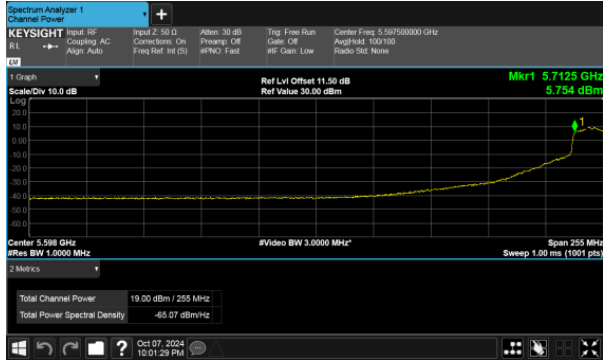 Spectrum Analyzer 1
Channel Power
+
KEYSIGHT Input: RF Input Z: 50 Ω Atten: 30 dB Trig: Free Run Center Freq: 5.597500000 GHz
RL Coupling: AC Corrections: On Preamp: Off Gate: Off Avg|Hold: 100/100
Align: Auto Freq Ref: Int (S) #PNO: Fast #IF Gain: Low Radio Std: None
LXI
1 Graph
Ref Lvl Offset 11.50 dB Mkr1 5.7125 GHz
Scale/Div 10.0 dB Ref Value 30.00 dBm 5.754 dBm
Log
20.0
10.0
0.00
-10.0
-20.0
-30.0
-40.0
-50.0
-60.0
1
Center 5.598 GHz #Video BW 3.0000 MHz* Span 255 MHz
#Res BW 1.0000 MHz Sweep 1.00 ms (1001 pts)
2 Metrics
Total Channel Power 19.00 dBm / 255 MHz
Total Power Spectral Density -65.07 dBm/Hz
?
Oct 07, 2024
10:01:29 PM